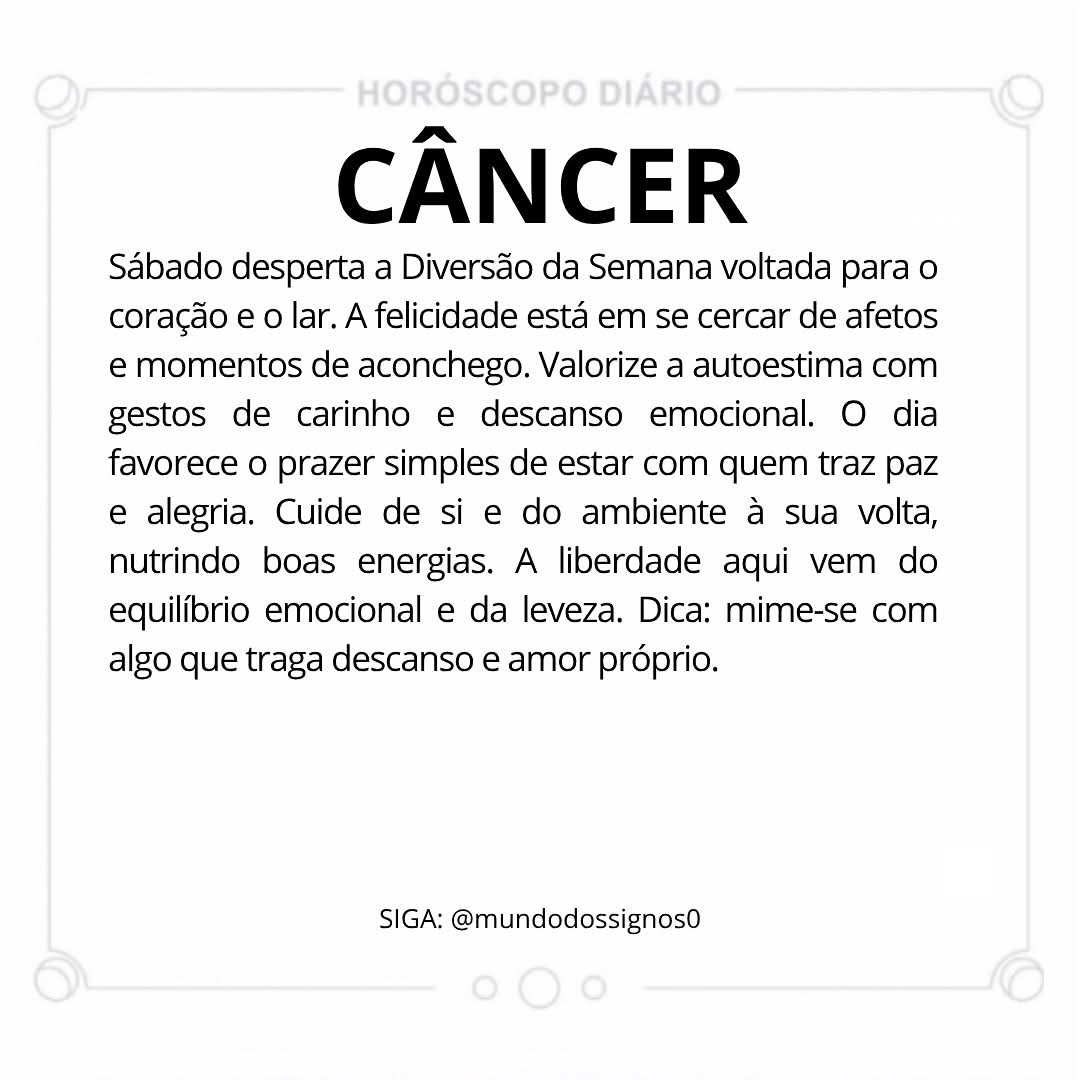 HORÓSCOPO DIÁRIO
CÂNCER
Sábado desperta a Diversão da Semana voltada para o
coração e o lar. A felicidade está em se cercar de afetos
e momentos de aconchego. Valorize a autoestima com
gestos de carinho e descanso emocional. O dia
favorece o prazer simples de estar com quem traz paz
e alegria. Cuide de si e do ambiente à sua volta,
nutrindo boas energias. A liberdade aqui vem do
equilíbrio emocional e da leveza. Dica: mime-se com
algo que traga descanso e amor próprio.
SIGA: @mundodossignos0